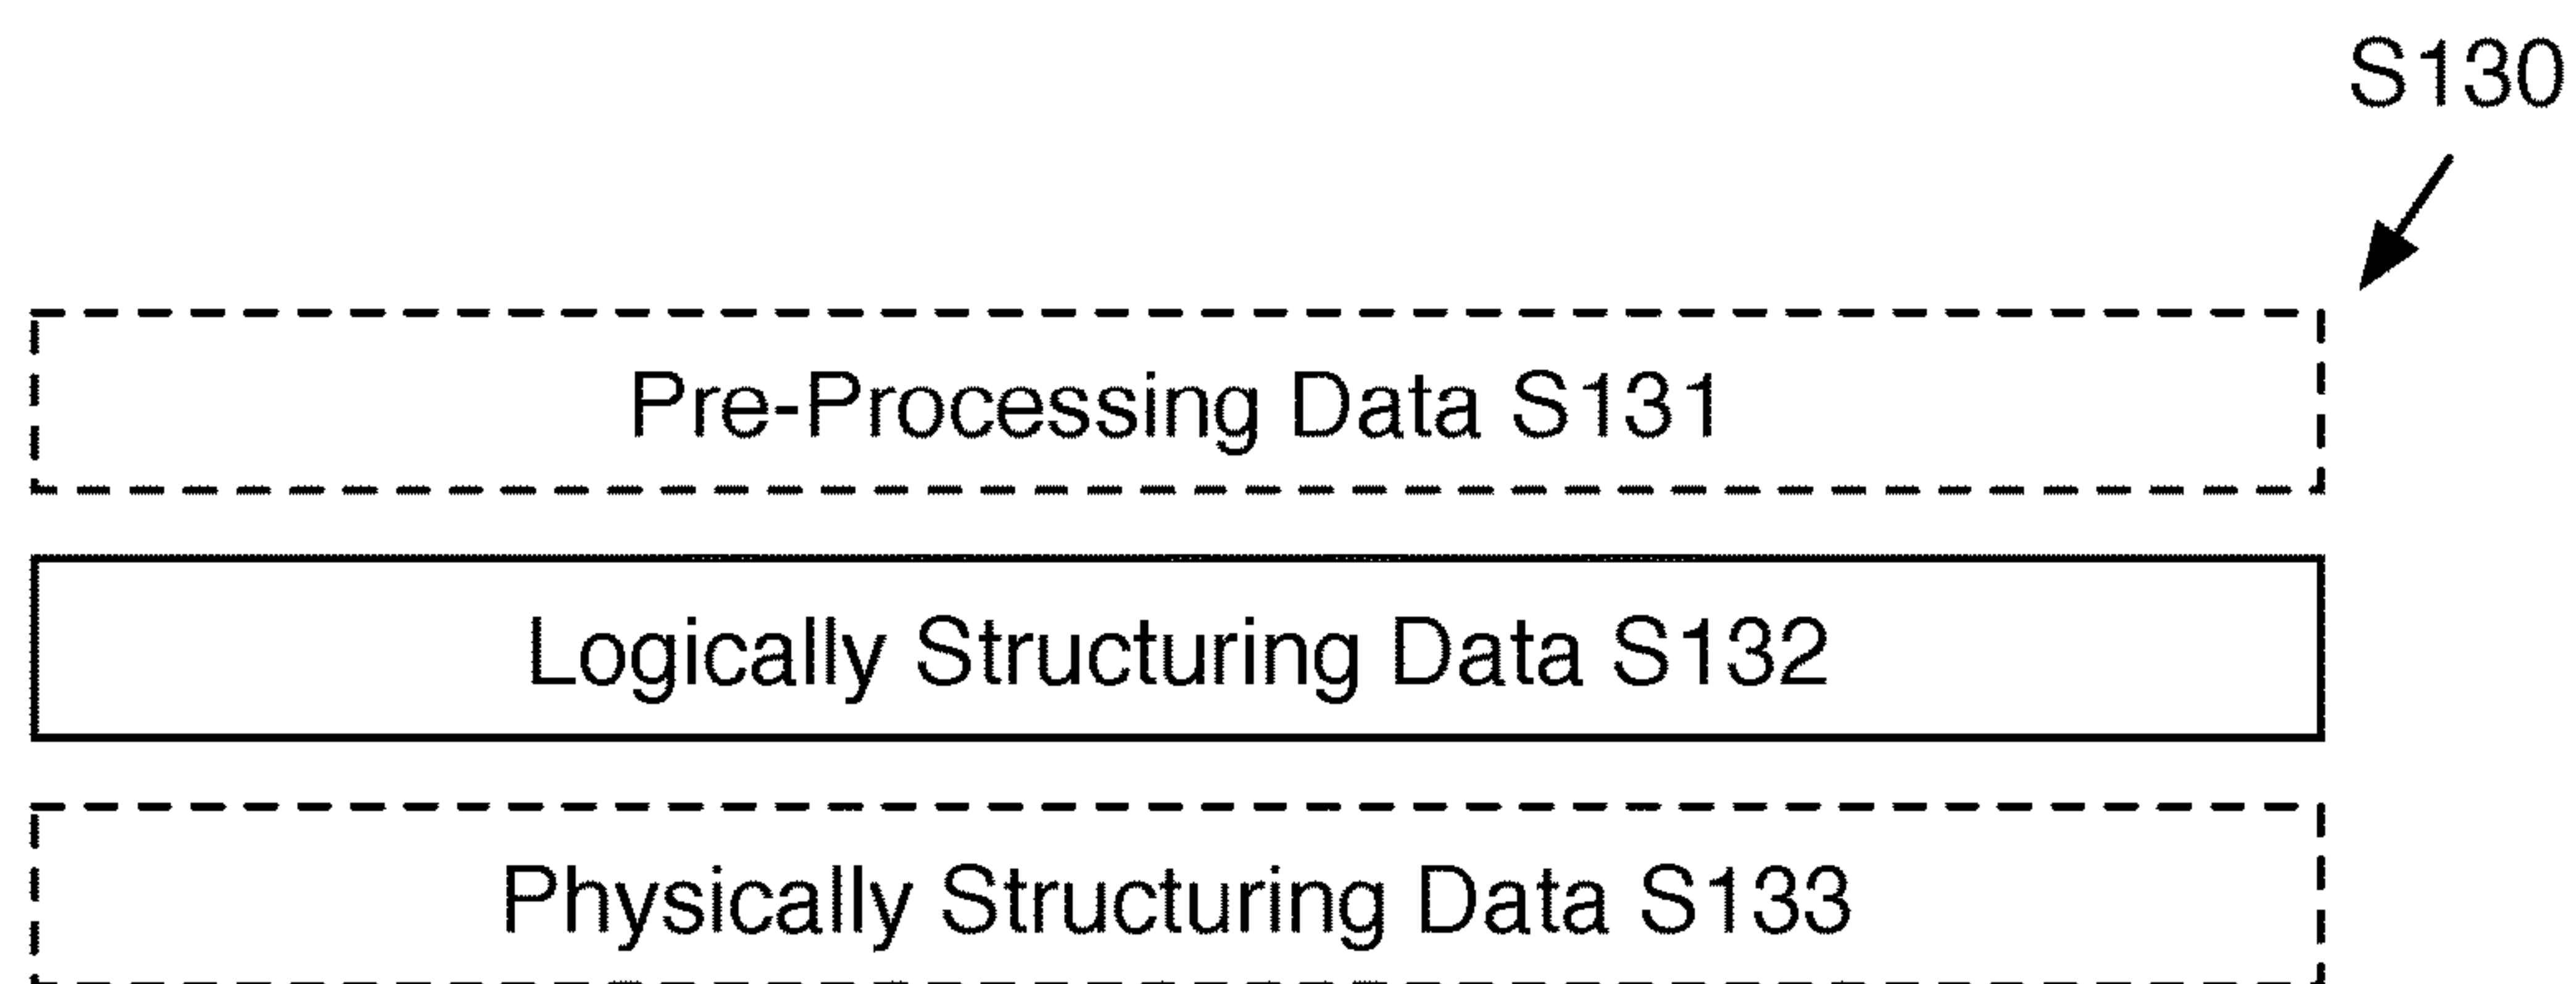 S130
Pre-Processing Data S131
Logically Structuring Data S132
Physically Structuring Data S133